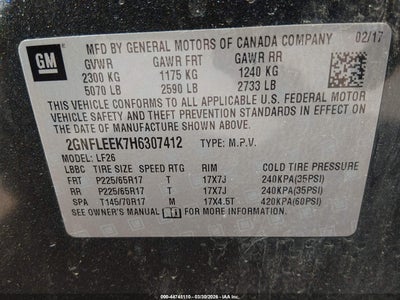 GM
MFD BY GENERAL MOTORS OF CANADA COMPANY 02/17
GVWR GAWR FRT GAWR RR
2300 KG 1175 KG 1240 KG
5070 LB 2590 LB 2733 LB
THIS VEHICLE CONFORMS TO ALL APPLICABLE U.S. FEDERAL MOTOR
VEHICLE SAFETY AND THEFT PREVENTION STANDARDS IN EFFECT ON THE
DATE OF MANUFACTURE SHOWN ABOVE.
2GNFLEEK7H6307412 TYPE: M.P.V.
MODEL: LF26
LBBC TIRE SIZE SPEED RTG RIM COLD TIRE PRESSURE
FRT P225/65R17 T 17X7J 240KPA(35PSI)
RR P225/65R17 T 17X7J 240KPA(35PSI)
SPA T145/70R17 M 17X4.5T 420KPA(60PSI)
SEE OWNER'S MANUAL FOR MORE INFORMATION.
000-44748110 - 03/30/2026 - IAA Inc.